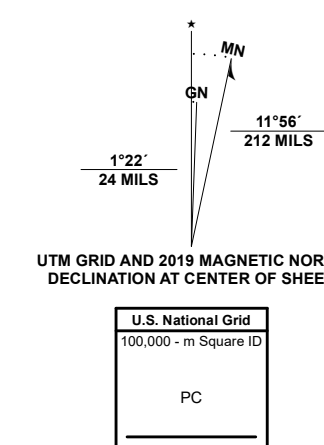 MN
GN
11°56´
212 MILS
1°22´
24 MILS
UTM GRID AND 2019 MAGNETIC NOR
DECLINATION AT CENTER OF SHEE
U.S. National Grid
100,000 - m Square ID
PC